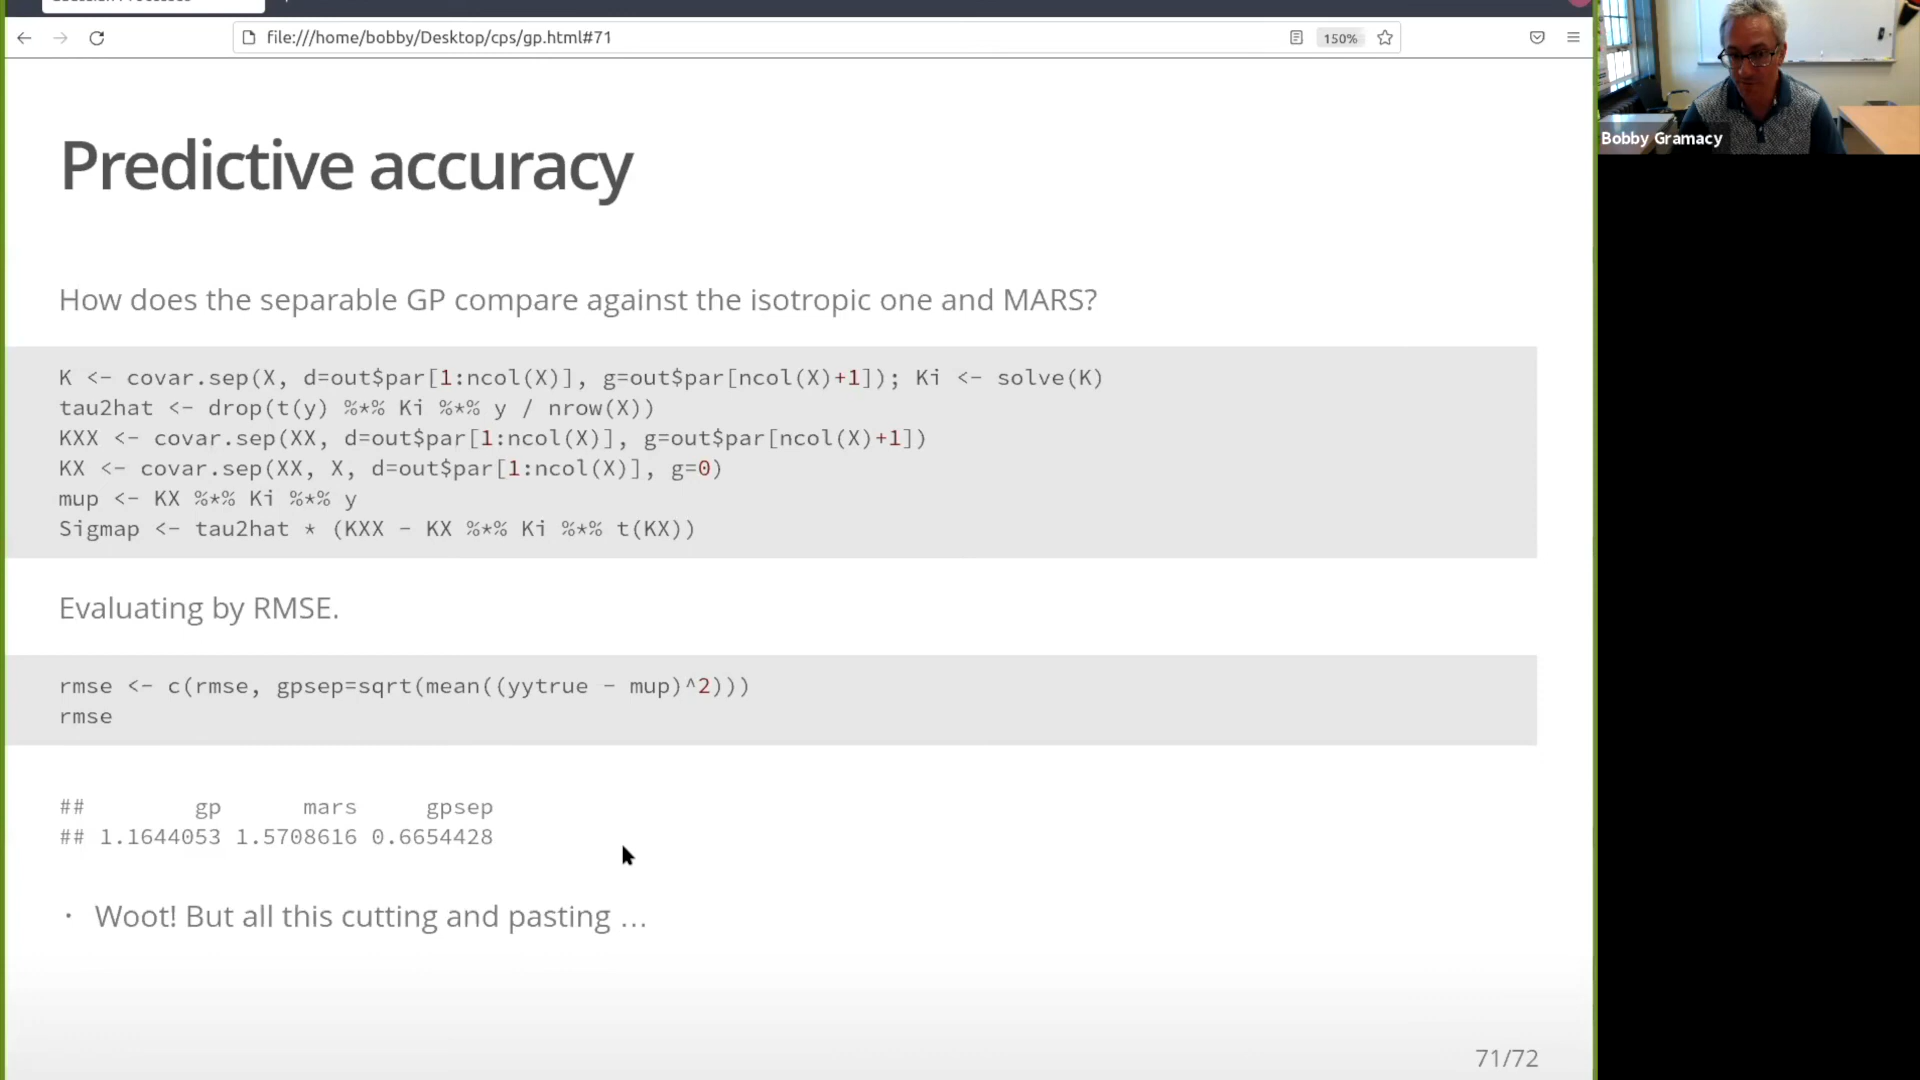 file:///home/bobby/Desktop/cps/gp.html#71
150%
Bobby Gramacy
Predictive accuracy
How does the separable GP compare against the isotropic one and MARS?
K <- covar.sep(X, d=out$par[1:ncol(X)], g=out$par[ncol(X)+1]); Ki <- solve(K)
tau2hat <- drop(t(y) %*% Ki %*% y / nrow(X))
KXX <- covar.sep(XX, d=out$par[1:ncol(X)], g=out$par[ncol(X)+1])
KX <- covar.sep(XX, X, d=out$par[1:ncol(X)], g=0)
mup <- KX %*% Ki %*% y
Sigmap <- tau2hat * (KXX - KX %*% Ki %*% t(KX))
Evaluating by RMSE.
rmse <- c(rmse, gpsep=sqrt(mean((yytrue - mup)^2)))
rmse
## gp mars gpsep
## 1.1644053 1.5708616 0.6654428
· Woot! But all this cutting and pasting …
71/72